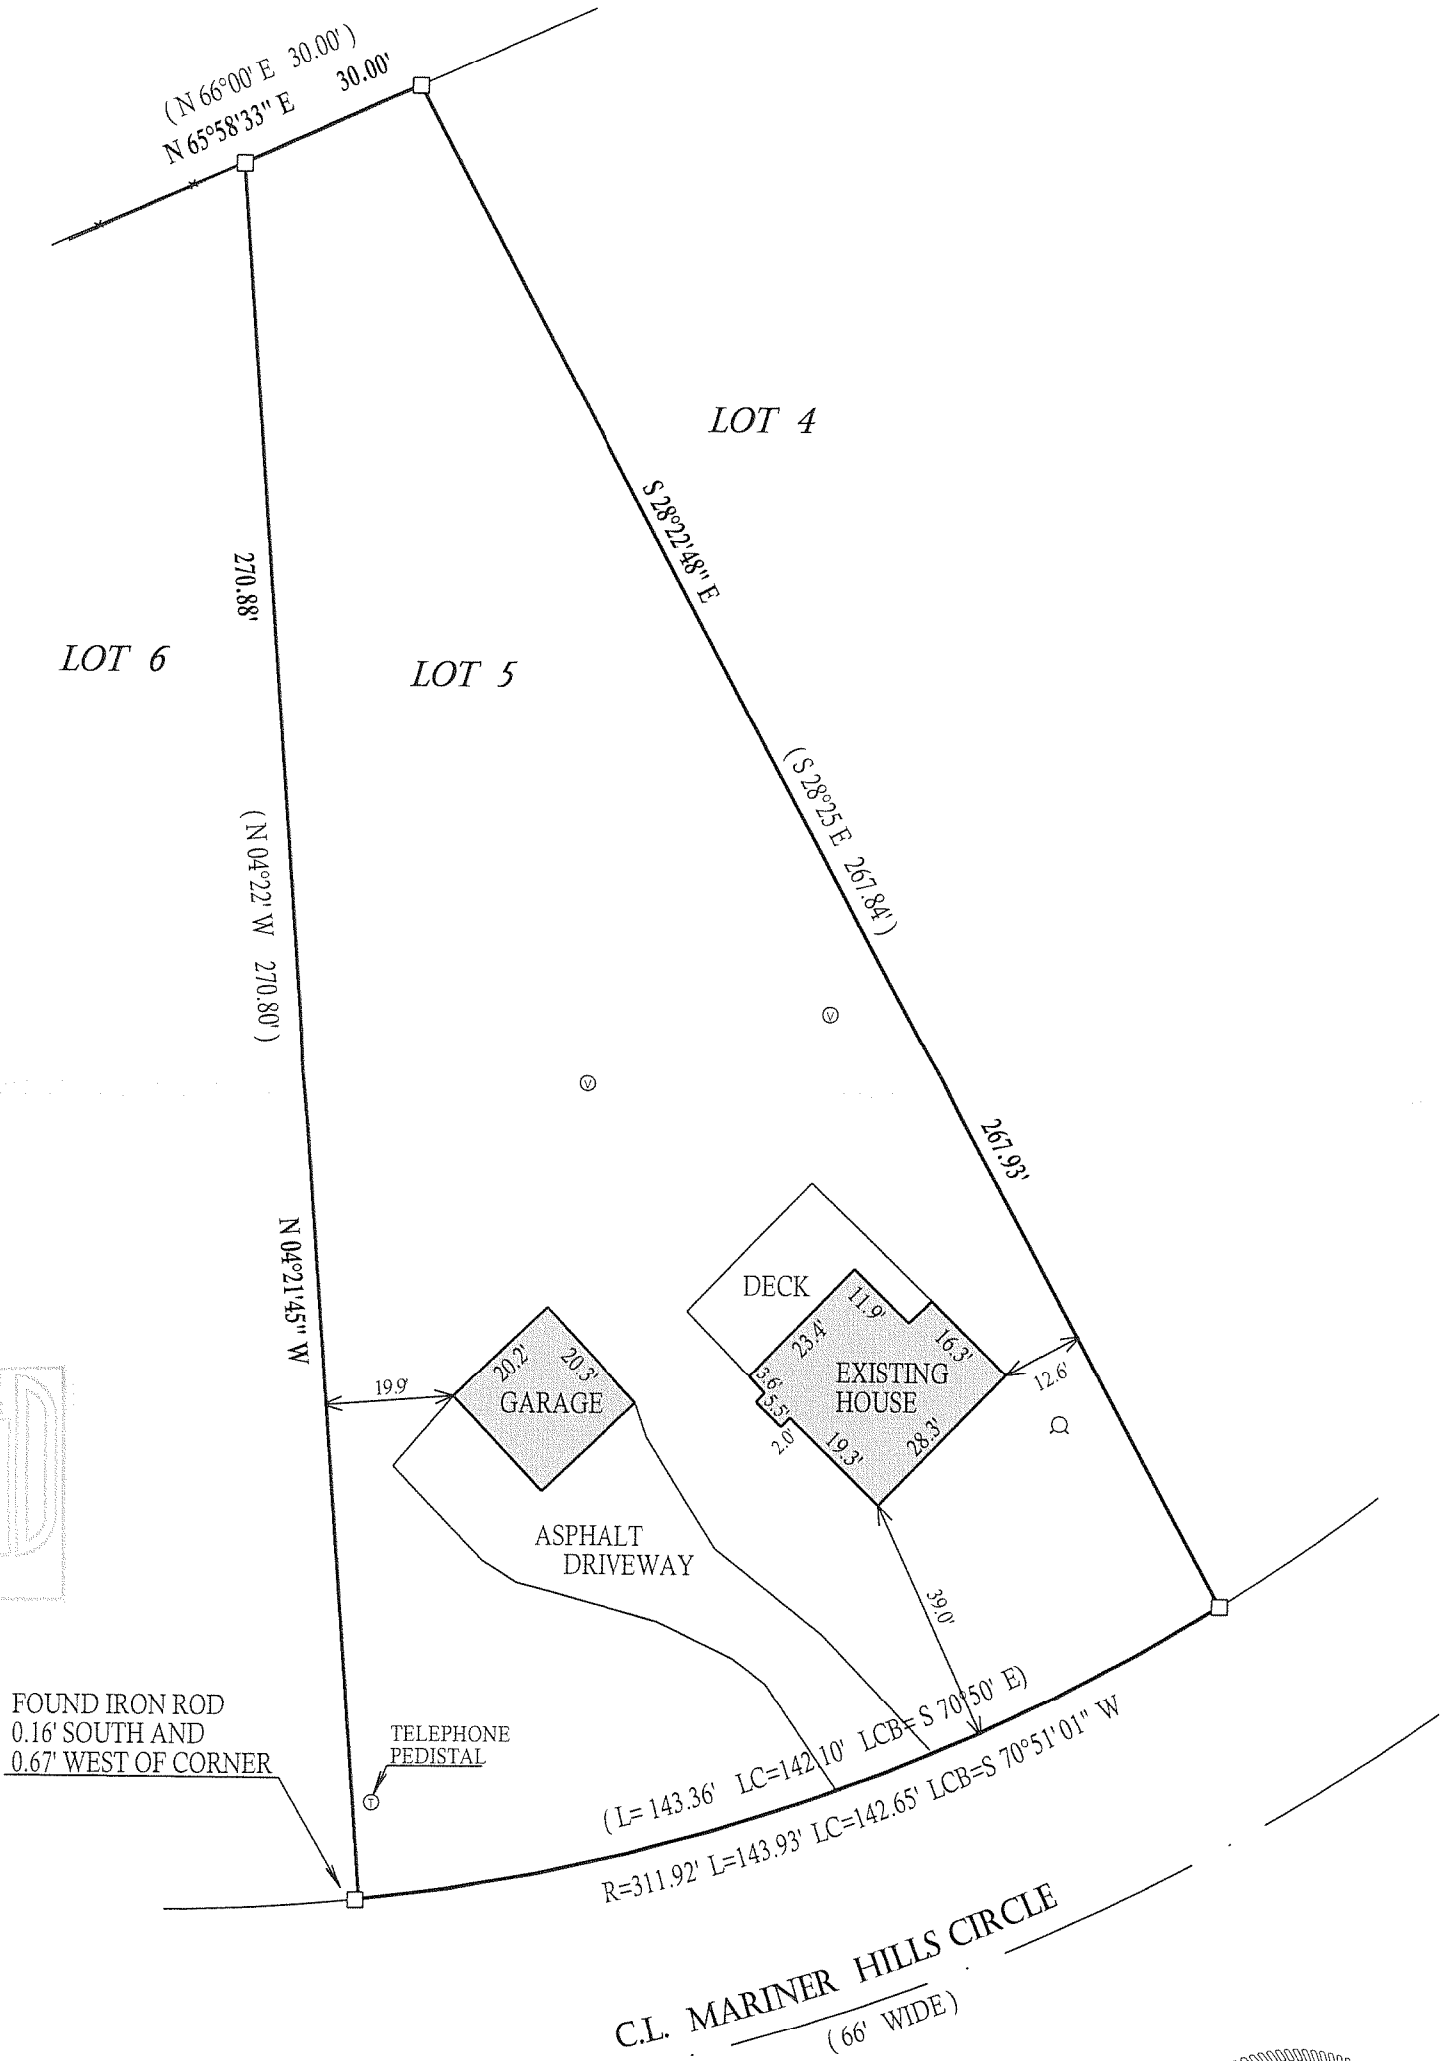 ( N 66°00' E 30.00' )
N 65°58'33" E 30.00'
LOT 4
S 28°22'48" E
270.88'
LOT 6
LOT 5
( S 28°25 E 267.84' )
( N 04°22' W 270.80' )
V
V
267.93'
N 04°21'45" W
DECK
11.9'
23.4'
16.3'
20.2'
20.3'
EXISTING
HOUSE
12.6'
3.6'
5.5'
2.0'
19.9'
GARAGE
19.3'
28.3'
ASPHALT
DRIVEWAY
39.0'
FOUND IRON ROD
0.16' SOUTH AND
0.67' WEST OF CORNER
TELEPHONE
PEDISTAL
T
( L= 143.36' LC=142.10' LCB= S 70°50' E)
R=311.92' L=143.93' LC=142.65' LCB=S 70°51'01" W
C.L. MARINER HILLS CIRCLE
( 66' WIDE )